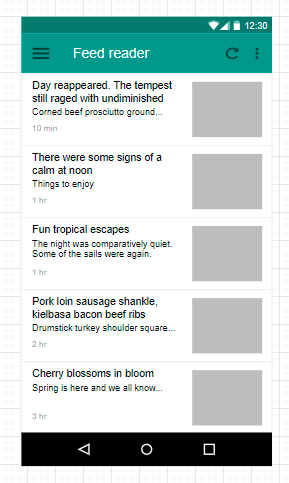 12:30
Feed reader
Day reappeared. The tempest
still raged with undiminished
Corned beef prosciutto ground...
10 min
There were some signs of a
calm at noon
Things to enjoy
1 hr
Fun tropical escapes
The night was comparatively quiet.
Some of the sails were again.
1 hr
Pork loin sausage shankle,
kielbasa bacon beef ribs
Drumstick turkey shoulder square...
2 hr
Cherry blossoms in bloom
Spring is here and we all know...
3 hr